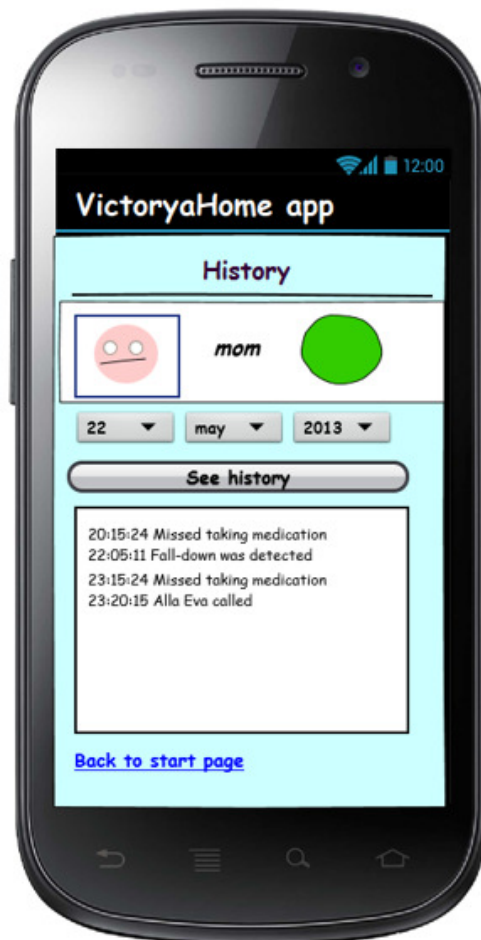 12:00
VictoryaHome app
History
mom
22 may 2013
See history
20:15:24 Missed taking medication
22:05:11 Fall-down was detected
23:15:24 Missed taking medication
23:20:15 Alla Eva called
Back to start page